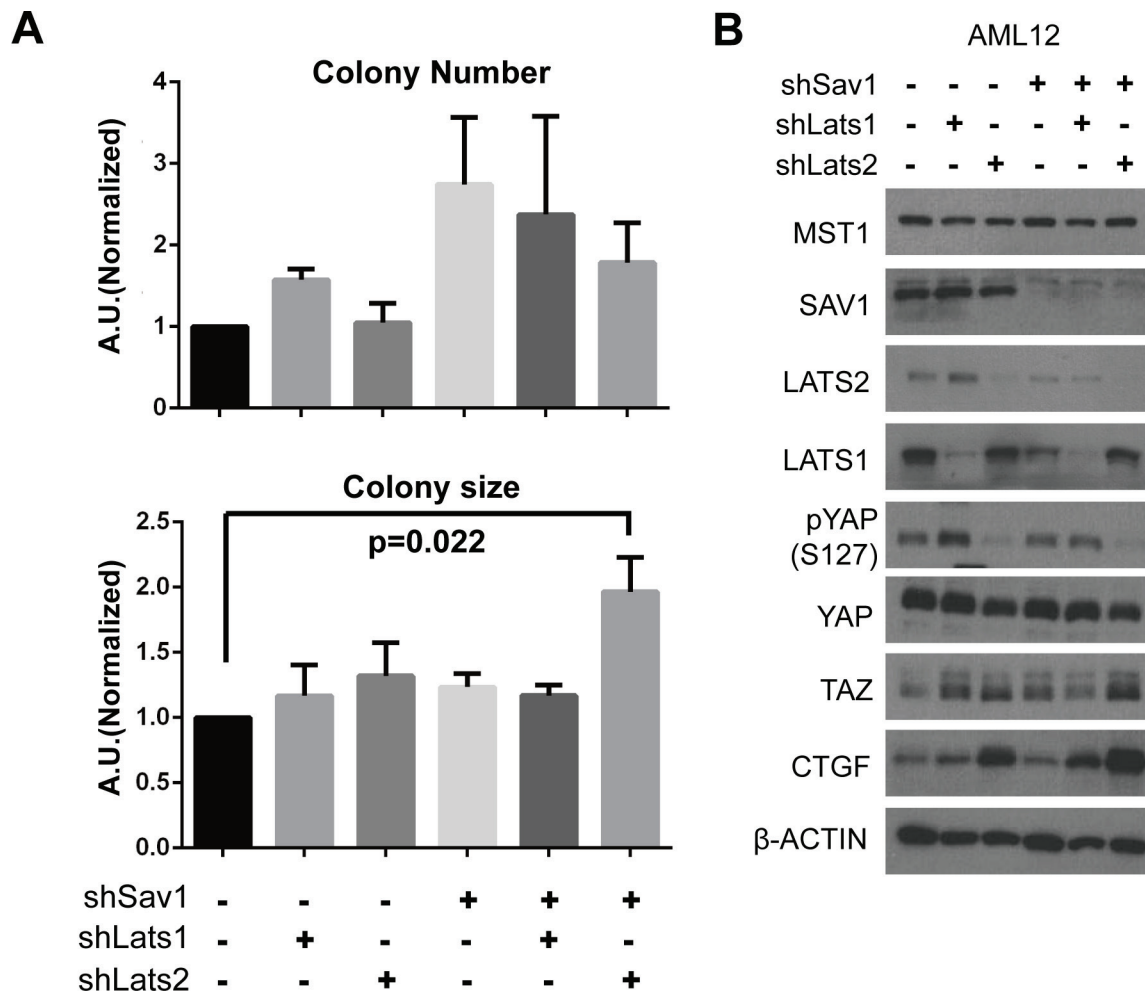 A
Colony Number
A.U.(Normalized)
4
3
2
1
0
Colony size
p=0.022
A.U.(Normalized)
2.5
2.0
1.5
1.0
0.5
0.0
shSav1 - - - + + +
shLats1 - + - - + -
shLats2 - - + - - +
B
AML12
shSav1 - - - + + +
shLats1 - + - - + -
shLats2 - - + - - +
MST1
SAV1
LATS2
LATS1
pYAP
(S127)
YAP
TAZ
CTGF
β-ACTIN